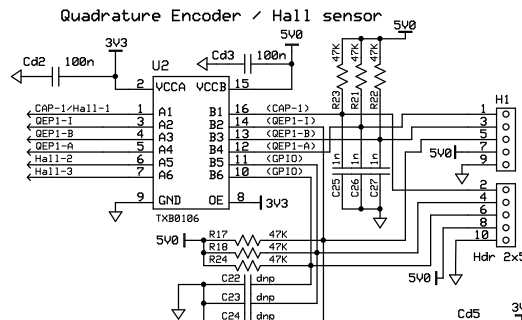 Quadrature Encoder / Hall sensor
3V3
5V0
5V0
Cd2 100n
U2
Cd3 100n
47K 47K 47K
R23 R21 R22
2 VCCA VCCB 15
H1
CAP-1/Hall-1 1 A1 B1 16 (CAP-1) 1
QEP1-I 3 A2 B2 14 (QEP1-I) 3
QEP1-B 4 A3 B3 13 (QEP1-B) 5
QEP1-A 5 A4 B4 12 (QEP1-A) 5V0 7
Hall-2 6 A5 B5 11 (GPIO) 9
Hall-3 7 A6 B6 10 (GPIO)
1n 1n 1n
C25 C26 C27
2
9 GND OE 8 3V3
4
TXB0106
6
8
10
5V0 R17 47K
R18 47K
R24 47K
Hdr 2x5
C22 dnp
5V0
C23 dnp
C24 dnp
Cd5